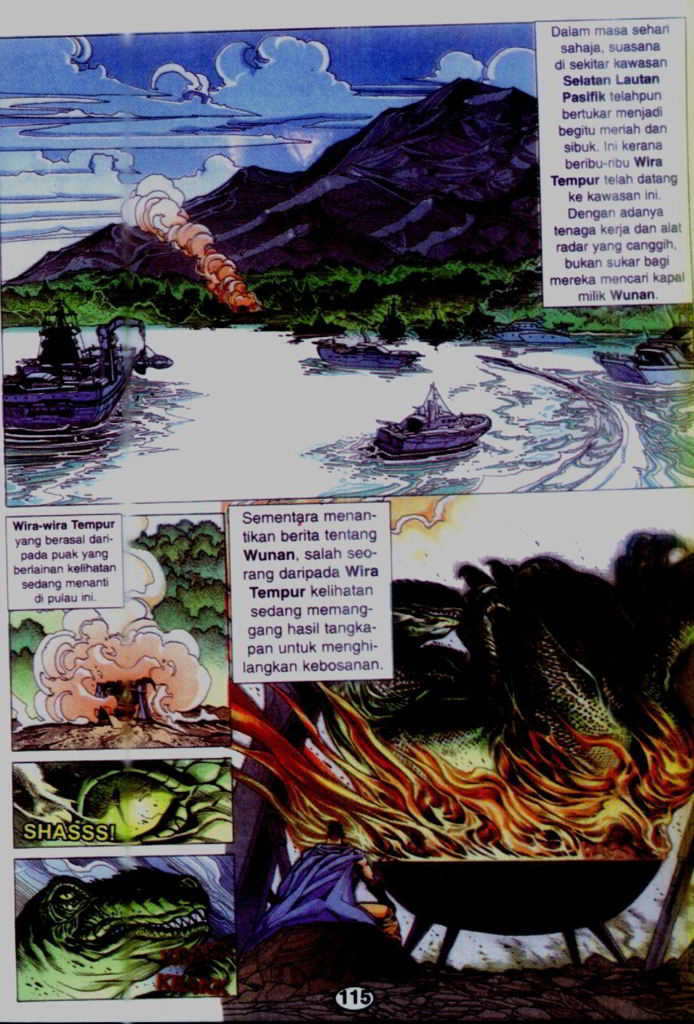 Dalam masa sehari
sahaja, suasana
di sekitar kawasan
Selatan Lautan
Pasifik telahpun
bertukar menjadi
begitu meriah dan
sibuk. Ini kerana
beribu-ribu Wira
Tempur telah datang
ke kawasan ini.
Dengan adanya
tenaga kerja dan alat
radar yang canggih,
bukan sukar bagi
mereka mencari kapal
milik Wunan.
Wira-wira Tempur
yang berasal dari-
pada puak yang
berlainan kelihatan
sedang menanti
di pulau ini.
Sementara menan-
tikan berita tentang
Wunan, salah seo-
rang daripada Wira
Tempur kelihatan
sedang memang-
gang hasil tangka-
pan untuk menghi-
langkan kebosanan.
SHASSS!
115